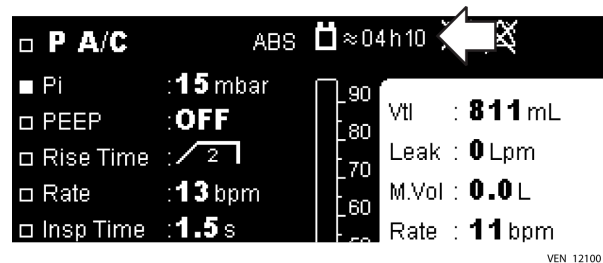 P A/C ABS ≈04h10
Pi :15 mbar
PEEP :OFF
Rise Time : 2
Rate :13 bpm
Insp Time :1.5 s
90
80
70
60
Vtl : 811 mL
Leak : 0 Lpm
M.Vol : 0.0 L
Rate : 11 bpm
VEN 12100